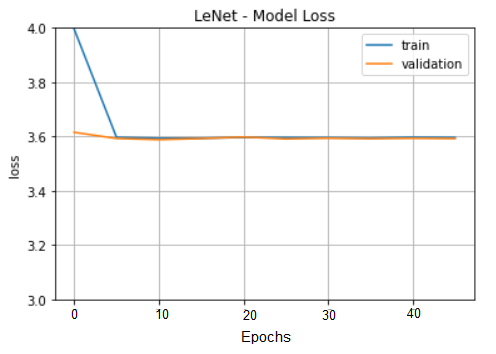 LeNet - Model Loss
train
validation
4.0
3.8
3.6
3.4
3.2
3.0
loss
0 10 20 30 40
Epochs